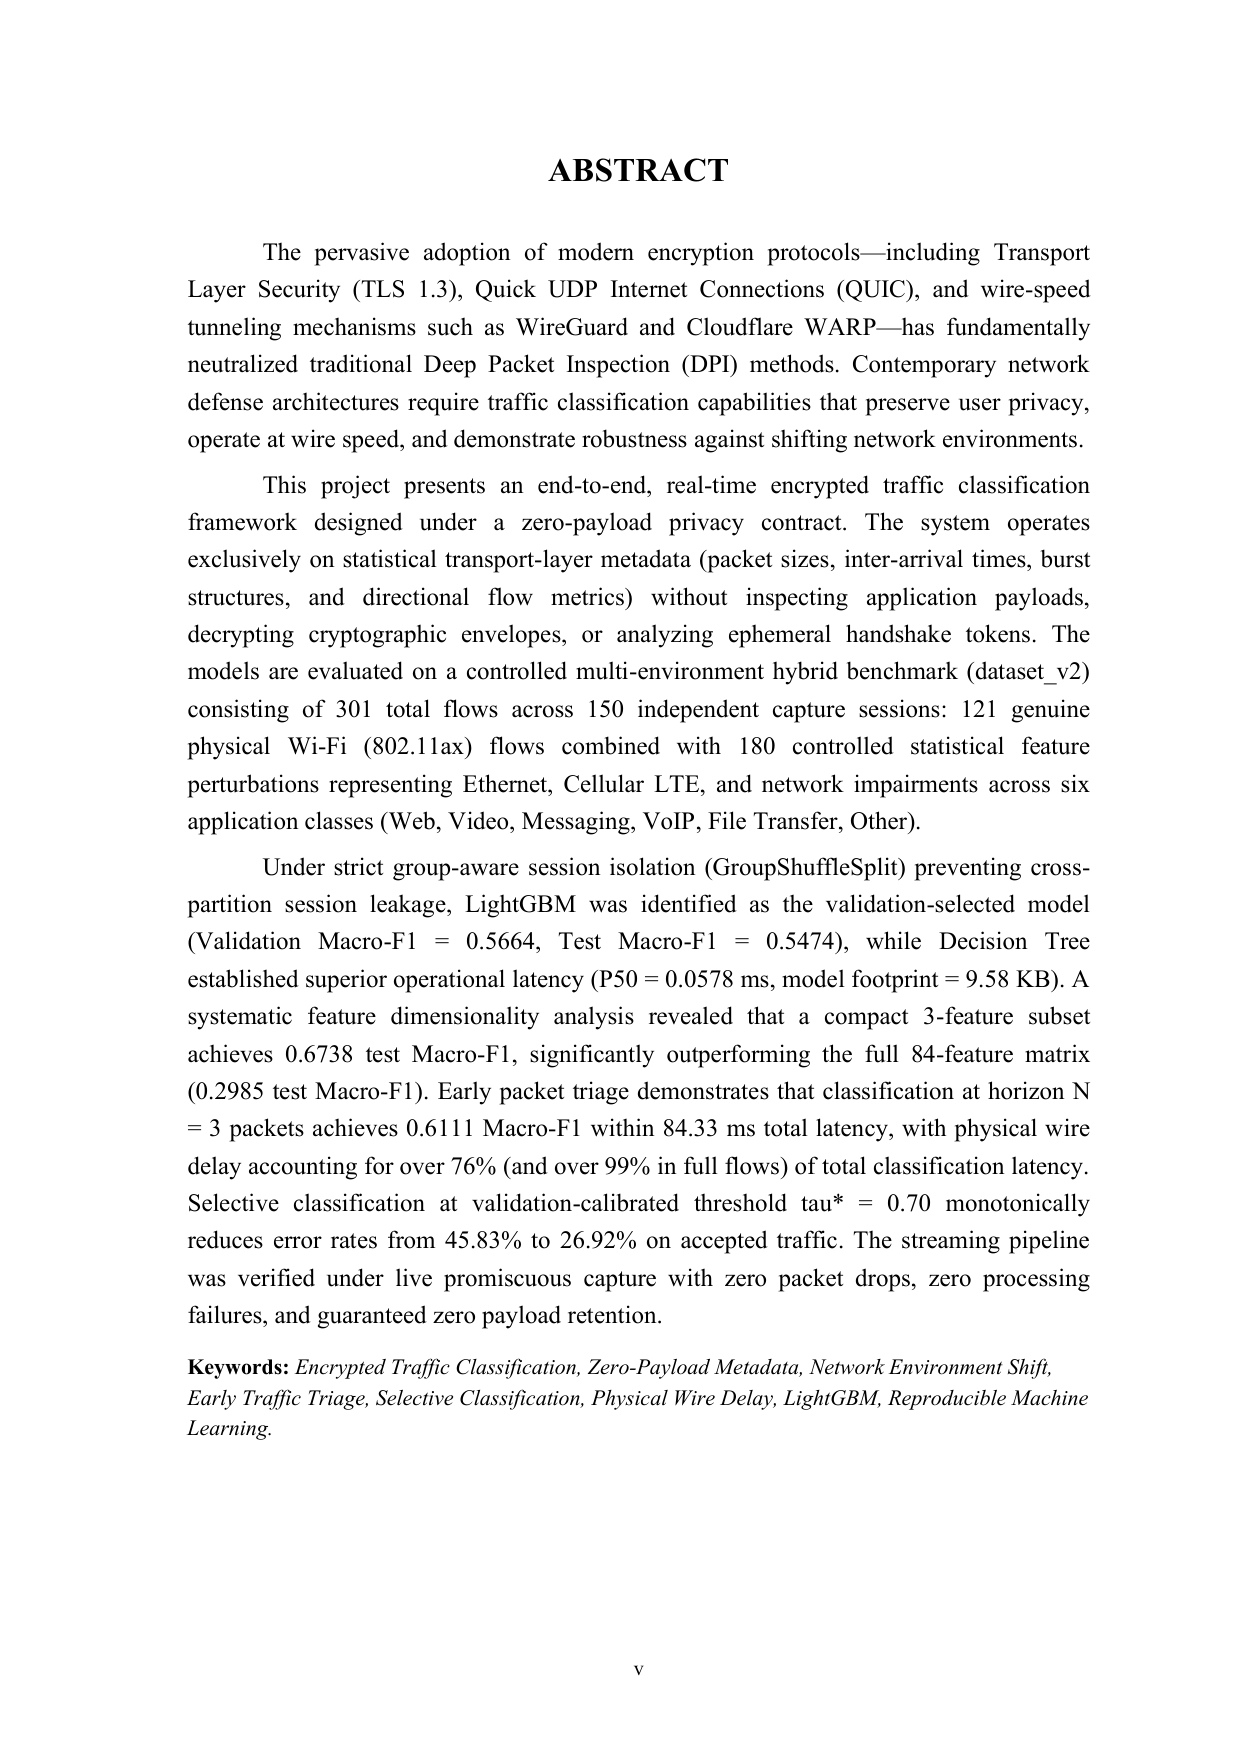 ABSTRACT
The pervasive adoption of modern encryption protocols—including Transport
Layer Security (TLS 1.3), Quick UDP Internet Connections (QUIC), and wire-speed
tunneling mechanisms such as WireGuard and Cloudflare WARP—has fundamentally
neutralized traditional Deep Packet Inspection (DPI) methods. Contemporary network
defense architectures require traffic classification capabilities that preserve user privacy,
operate at wire speed, and demonstrate robustness against shifting network environments.
This project presents an end-to-end, real-time encrypted traffic classification
framework designed under a zero-payload privacy contract. The system operates
exclusively on statistical transport-layer metadata (packet sizes, inter-arrival times, burst
structures, and directional flow metrics) without inspecting application payloads,
decrypting cryptographic envelopes, or analyzing ephemeral handshake tokens. The
models are evaluated on a controlled multi-environment hybrid benchmark (dataset_v2)
consisting of 301 total flows across 150 independent capture sessions: 121 genuine
physical Wi-Fi (802.11ax) flows combined with 180 controlled statistical feature
perturbations representing Ethernet, Cellular LTE, and network impairments across six
application classes (Web, Video, Messaging, VoIP, File Transfer, Other).
Under strict group-aware session isolation (GroupShuffleSplit) preventing cross-
partition session leakage, LightGBM was identified as the validation-selected model
(Validation Macro-F1 = 0.5664, Test Macro-F1 = 0.5474), while Decision Tree
established superior operational latency (P50 = 0.0578 ms, model footprint = 9.58 KB). A
systematic feature dimensionality analysis revealed that a compact 3-feature subset
achieves 0.6738 test Macro-F1, significantly outperforming the full 84-feature matrix
(0.2985 test Macro-F1). Early packet triage demonstrates that classification at horizon N
= 3 packets achieves 0.6111 Macro-F1 within 84.33 ms total latency, with physical wire
delay accounting for over 76% (and over 99% in full flows) of total classification latency.
Selective classification at validation-calibrated threshold tau* = 0.70 monotonically
reduces error rates from 45.83% to 26.92% on accepted traffic. The streaming pipeline
was verified under live promiscuous capture with zero packet drops, zero processing
failures, and guaranteed zero payload retention.
Keywords: Encrypted Traffic Classification, Zero-Payload Metadata, Network Environment Shift,
Early Traffic Triage, Selective Classification, Physical Wire Delay, LightGBM, Reproducible Machine
Learning.
v